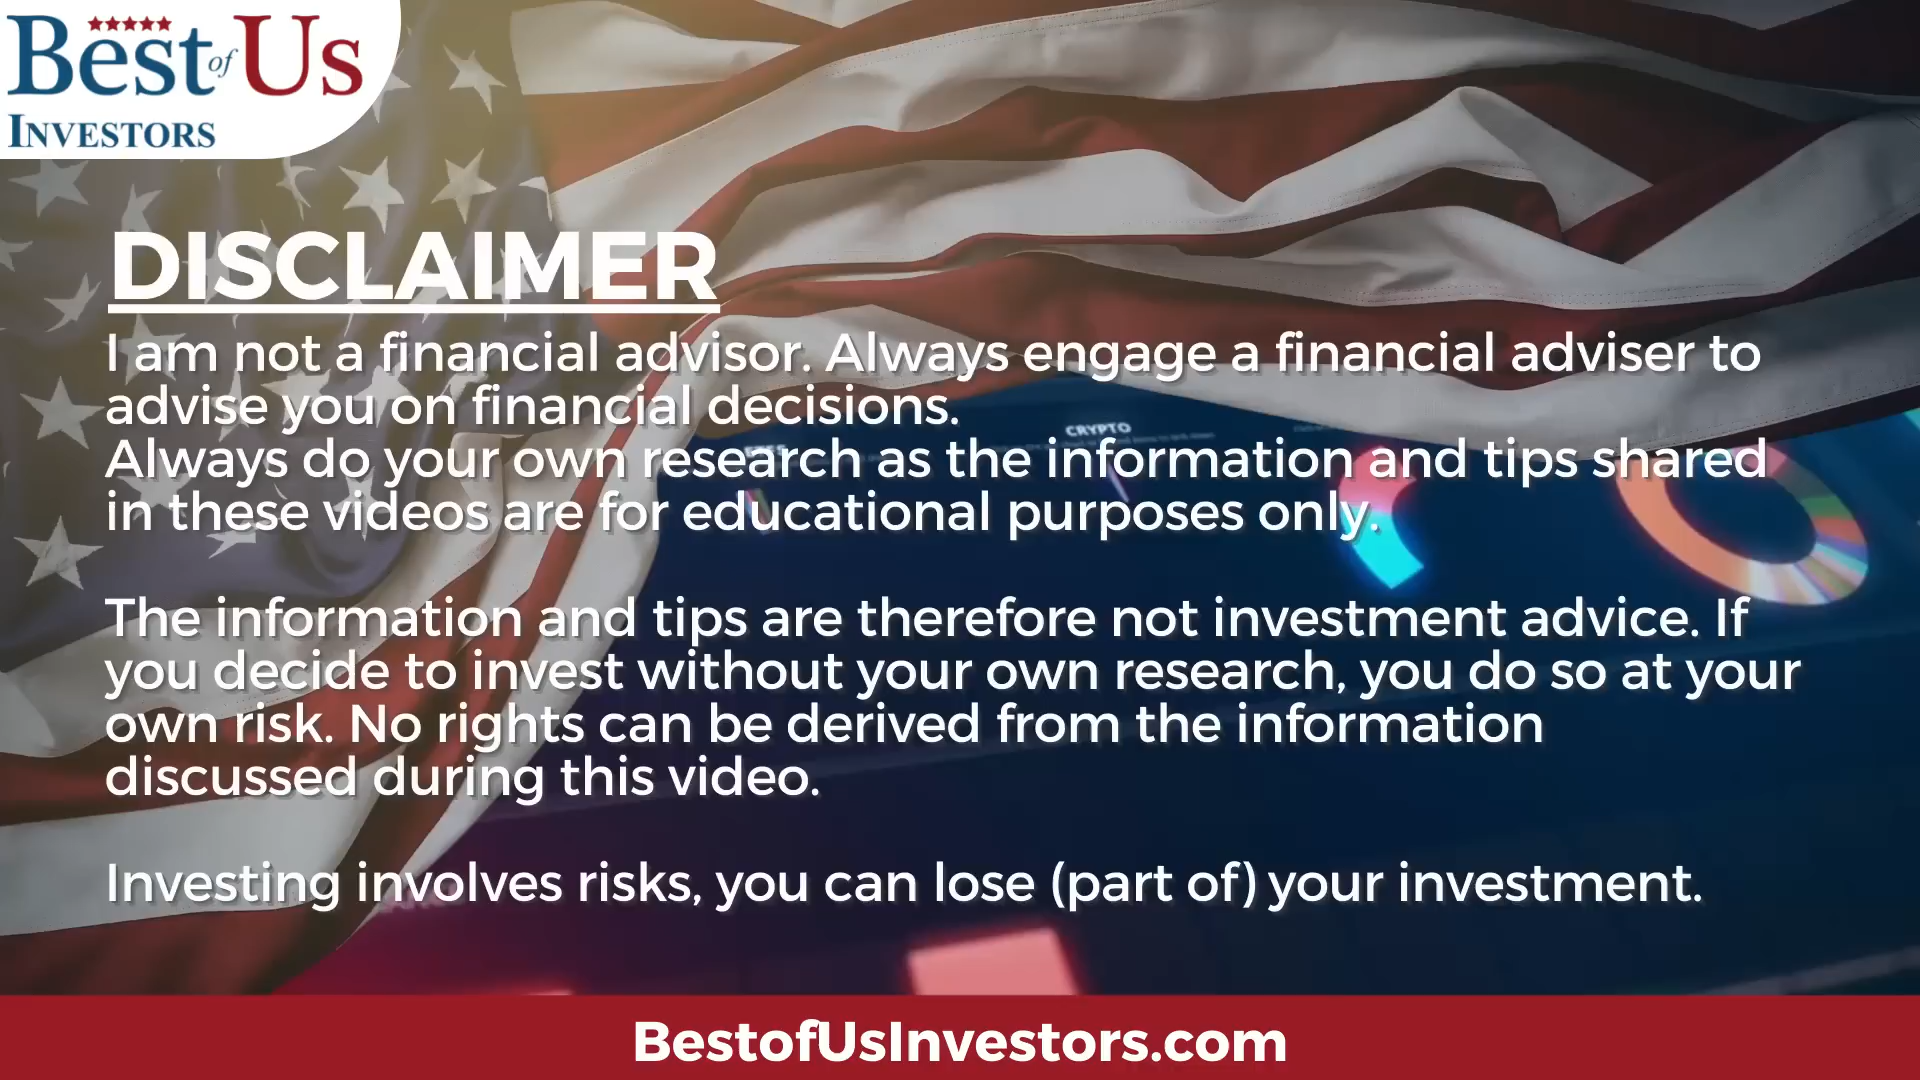 Best of Us
INVESTORS
DISCLAIMER
I am not a financial advisor. Always engage a financial adviser to
advise you on financial decisions.
CRYPTO
Always do your own research as the information and tips shared
in these videos are for educational purposes only.
The information and tips are therefore not investment advice. If
you decide to invest without your own research, you do so at your
own risk. No rights can be derived from the information
discussed during this video.
Investing involves risks, you can lose (part of) your investment.
BestofUsInvestors.com